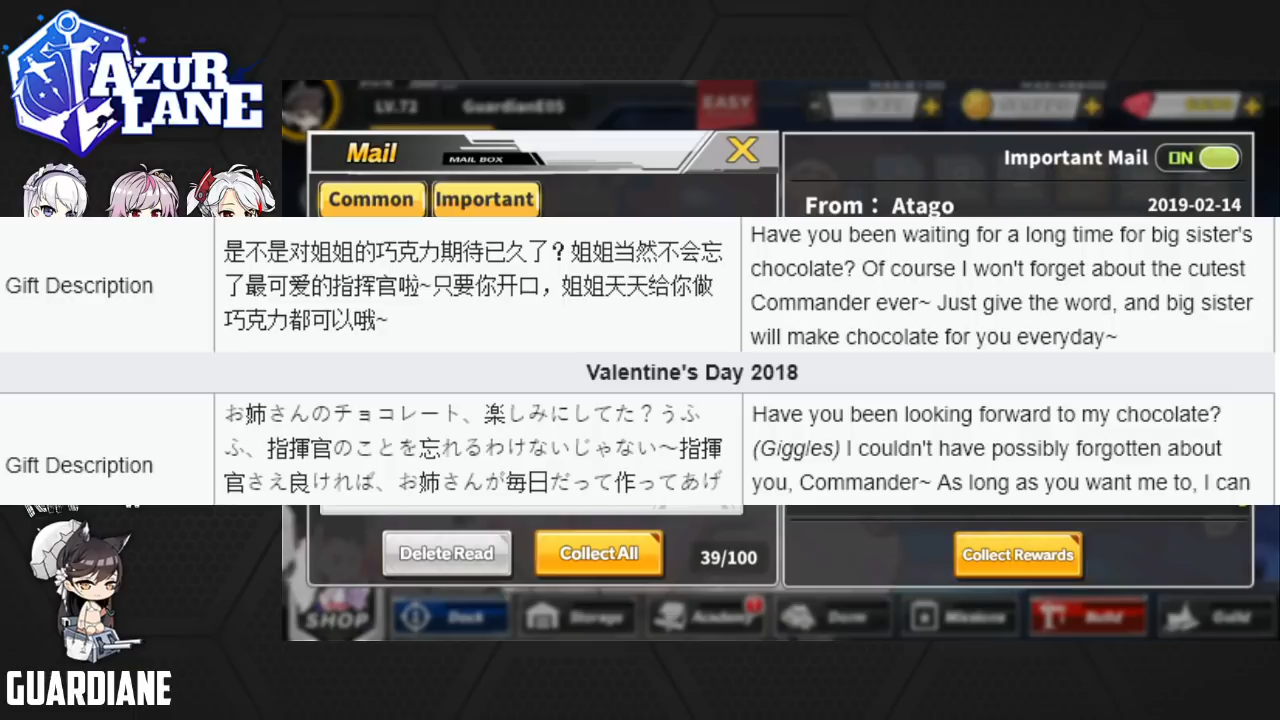 AZUR
LANE
LV.72
GuardianE05
EASY
Mail
MAIL BOX
Common
Important
Important Mail
ON
From： Atago
2019-02-14
Gift Description
是不是对姐姐的巧克力期待已久了？姐姐当然不会忘
了最可爱的指挥官啦~只要你开口，姐姐天天给你做
巧克力都可以哦~
Have you been waiting for a long time for big sister's
chocolate? Of course I won't forget about the cutest
Commander ever~ Just give the word, and big sister
will make chocolate for you everyday~
Valentine's Day 2018
Gift Description
お姉さんのチョコレート、楽しみにしてた？うふ
ふ、指揮官のことを忘れるわけないじゃない～指揮
官さえ良ければ、お姉さんが毎日だって作ってあげ
Have you been looking forward to my chocolate?
(Giggles) I couldn't have possibly forgotten about
you, Commander~ As long as you want me to, I can
Delete Read
Collect All
39/100
Collect Rewards
SHOP
Dock
Storage
Academy
Dorm
Missions
Build
Guild
GUARDIANE